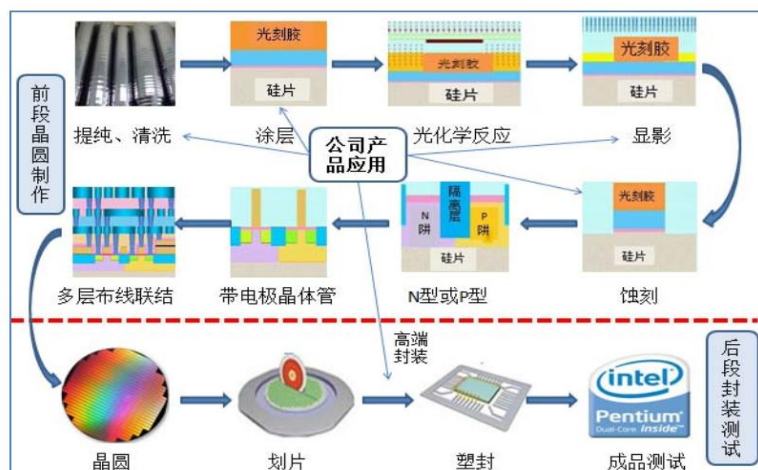 光刻胶
硅片
光刻胶
硅片
光刻胶
硅片
提纯、清洗
涂层
光化学反应
显影
前段晶圆制作
公司产
品应用
隔离层
N阱
P阱
硅片
光刻胶
硅片
多层布线联结
带电极晶体管
N型或P型
蚀刻
高端
封装
后段封装测试
intel
Pentium
Dual-Core inside™
晶圆
划片
塑封
成品测试